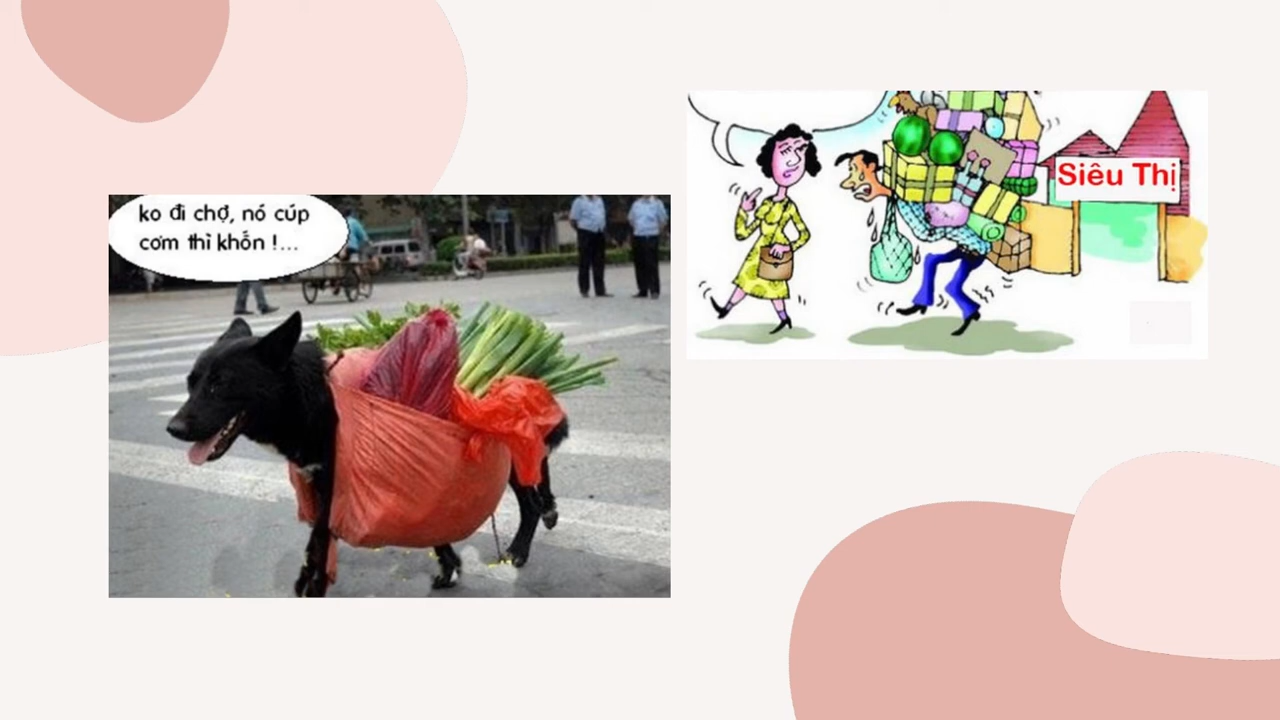 ko đi chợ, nó cúp
cơm thì khốn !...
Siêu Thị